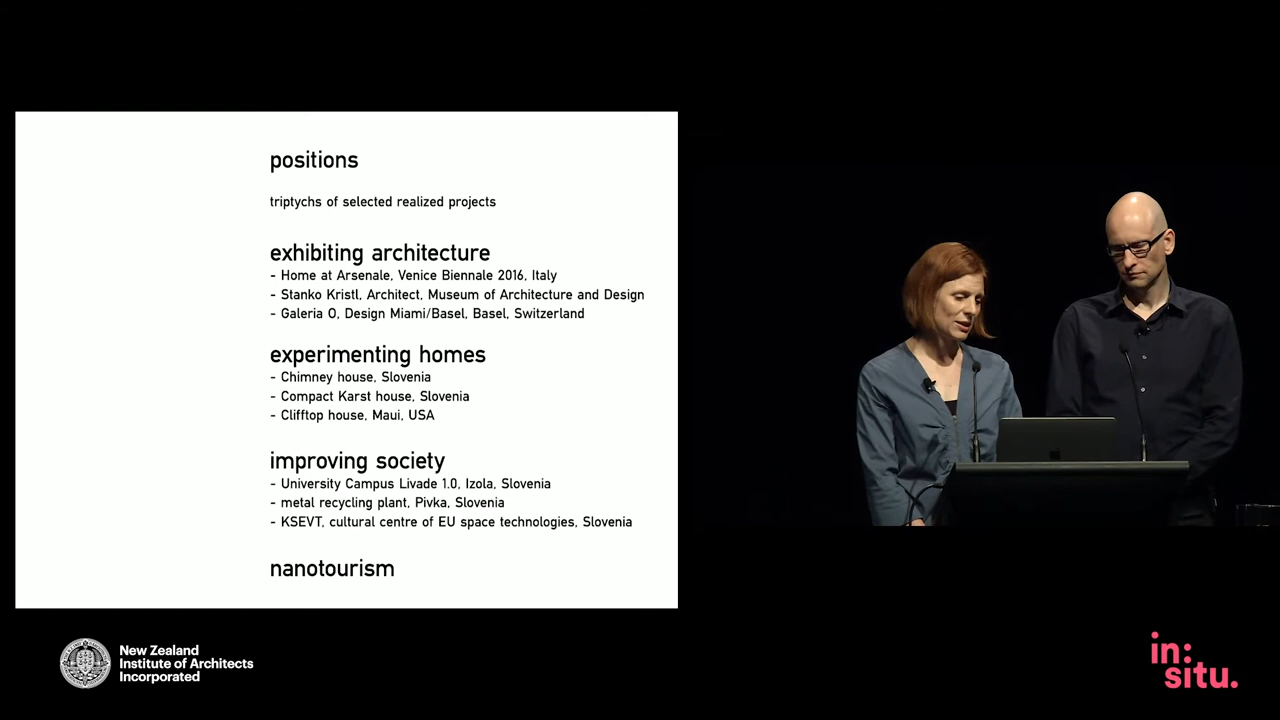 positions
triptychs of selected realized projects
exhibiting architecture
- Home at Arsenale, Venice Biennale 2016, Italy
- Stanko Kristl, Architect, Museum of Architecture and Design
- Galeria O, Design Miami/Basel, Basel, Switzerland
experimenting homes
- Chimney house, Slovenia
- Compact Karst house, Slovenia
- Clifftop house, Maui, USA
improving society
- University Campus Livade 1.0, Izola, Slovenia
- metal recycling plant, Pivka, Slovenia
- KSEVT, cultural centre of EU space technologies, Slovenia
nanotourism
New Zealand
Institute of Architects
Incorporated
in:
situ.